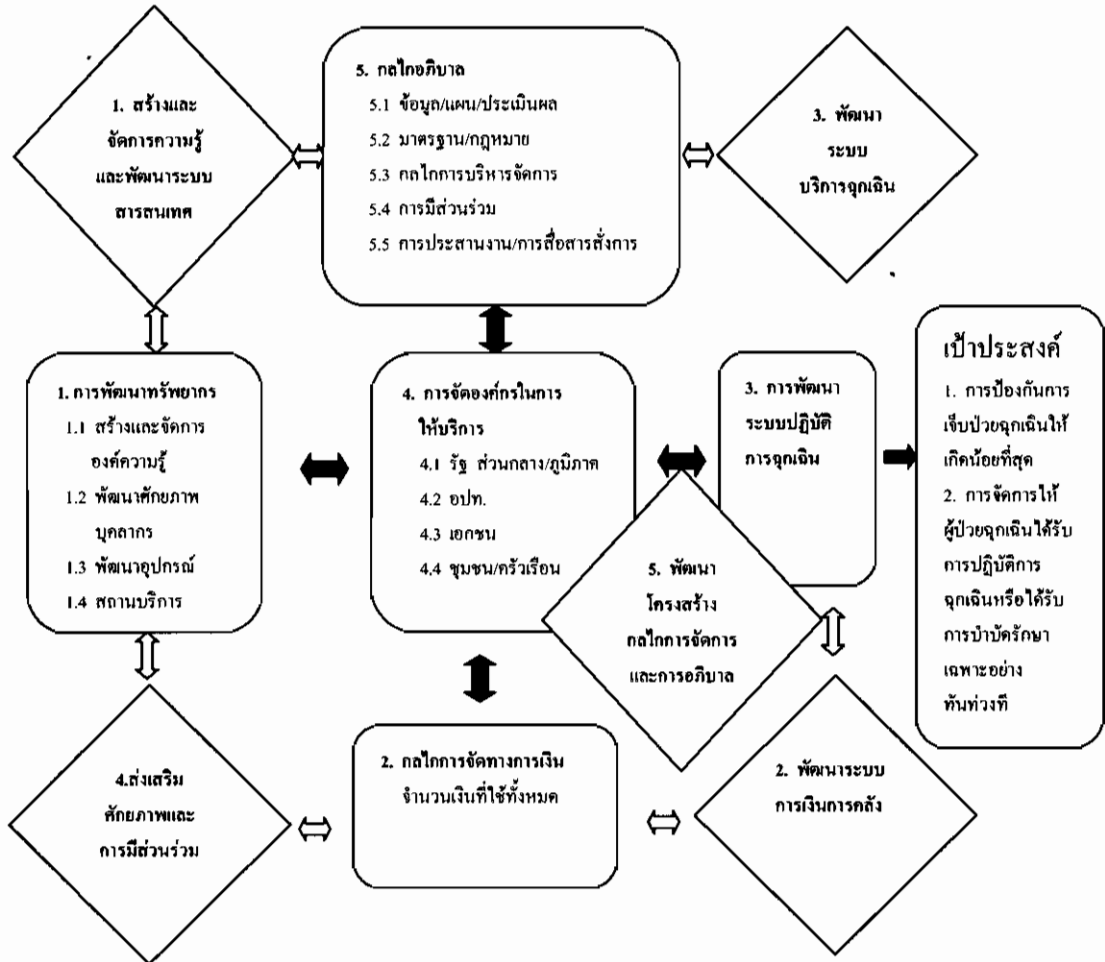 1. สร้างและ
จัดการความรู้
และพัฒนาระบบ
สารสนเทศ
5. กลไกอภิบาล
5.1 ข้อมูล/แผน/ประเมินผล
5.2 มาตรฐาน/กฎหมาย
5.3 กลไกการบริหารจัดการ
5.4 การมีส่วนร่วม
5.5 การประสานงาน/การสื่อสารสั่งการ
3. พัฒนา
ระบบ
บริการฉุกเฉิน
1. การพัฒนาทรัพยากร
1.1 สร้างและจัดการ
องค์ความรู้
1.2 พัฒนาศักยภาพ
บุคลากร
1.3 พัฒนาอุปกรณ์
1.4 สถานบริการ
4. การจัดองค์กรในการ
ให้บริการ
4.1 รัฐ ส่วนกลาง/ภูมิภาค
4.2 อปท.
4.3 เอกชน
4.4 ชุมชน/ครัวเรือน
3. การพัฒนา
ระบบปฏิบัติ
การฉุกเฉิน
เป้าประสงค์
1. การป้องกันการ
เจ็บป่วยฉุกเฉินให้
เกิดน้อยที่สุด
2. การจัดการให้
ผู้ป่วยฉุกเฉินได้รับ
การปฏิบัติการ
ฉุกเฉินหรือได้รับ
การบำบัดรักษา
เฉพาะอย่าง
ทันท่วงที
5. พัฒนา
โครงสร้าง
กลไกการจัดการ
และการอภิบาล
4.ส่งเสริม
ศักยภาพและ
การมีส่วนร่วม
2. กลไกการจัดทางการเงิน
จำนวนเงินที่ใช้ทั้งหมด
2. พัฒนาระบบ
การเงินการคลัง